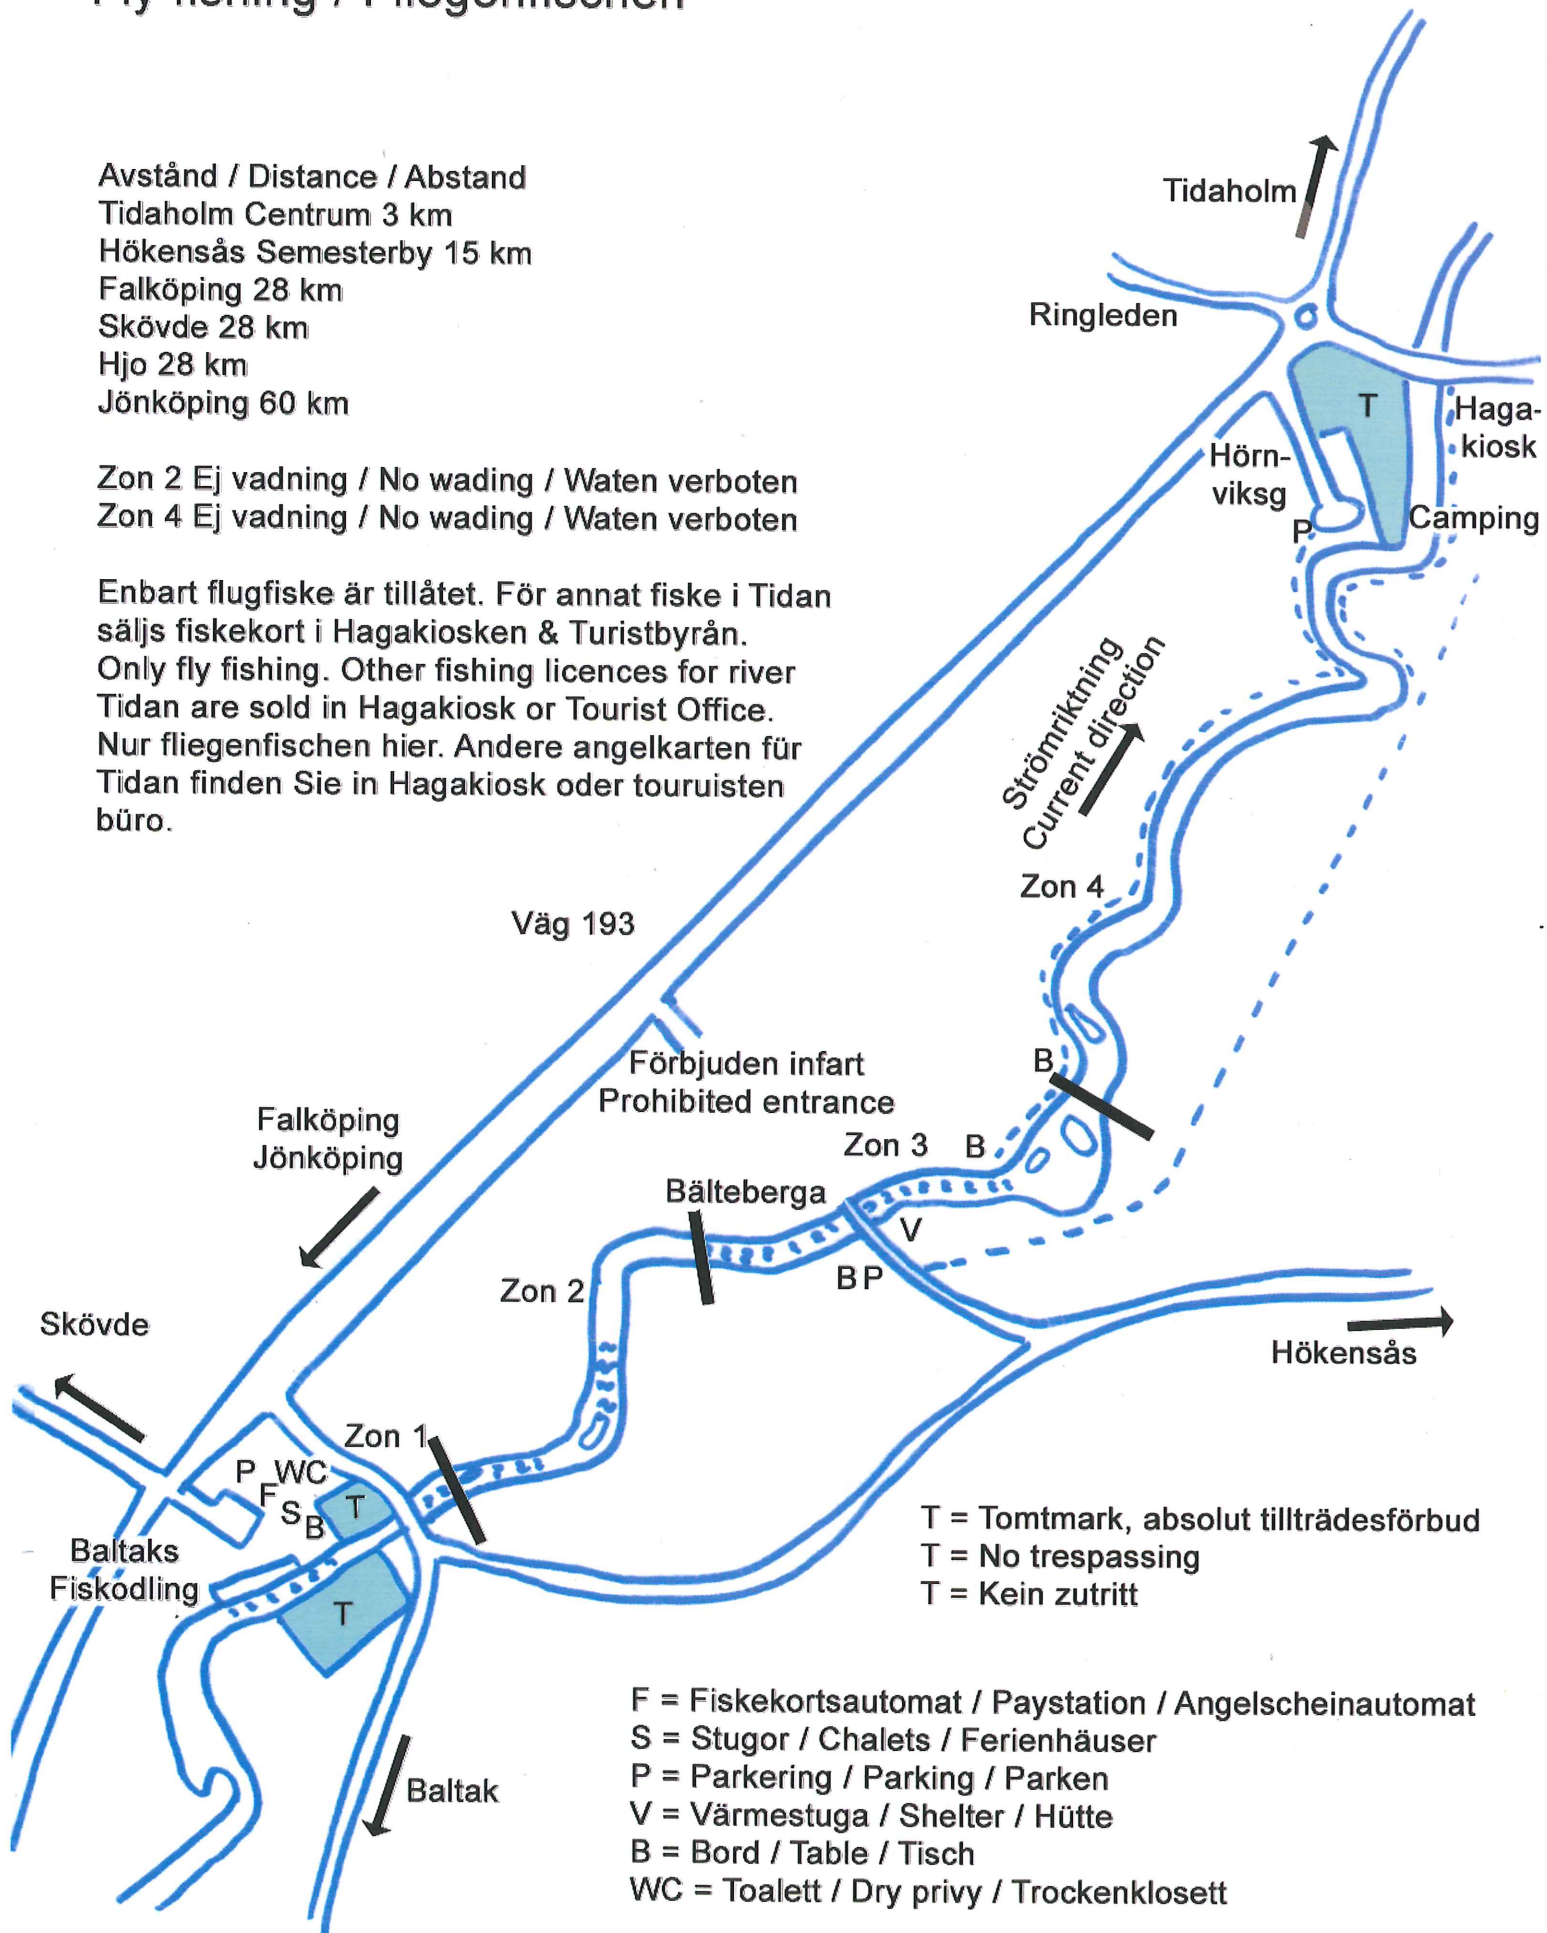 Fly fishing / Fliegenfischen
Avstånd / Distance / Abstand
Tidaholm Centrum 3 km
Hökensås Semesterby 15 km
Falköping 28 km
Skövde 28 km
Hjo 28 km
Jönköping 60 km
Zon 2 Ej vadning / No wading / Waten verboten
Zon 4 Ej vadning / No wading / Waten verboten
Enbart flugfiske är tillåtet. För annat fiske i Tidan
säljs fiskekort i Hagakiosken & Turistbyrån.
Only fly fishing. Other fishing licences for river
Tidan are sold in Hagakiosk or Tourist Office.
Nur fliegenfischen hier. Andere angelkarten für
Tidan finden Sie in Hagakiosk oder touruisten
büro.
Tidaholm
Ringleden
T
Haga-
kiosk
Hörn-
viksg
P
Camping
Strömriktning
Current direction
Zon 4
Väg 193
Förbjuden infart
Prohibited entrance
B
Falköping
Jönköping
Zon 3
B
Bälteberga
V
B P
Zon 2
Skövde
Hökensås
Zon 1
P WC
F
S
B
T
Baltaks
Fiskodling
T
Baltak
T = Tomtmark, absolut tillträdesförbud
T = No trespassing
T = Kein zutritt
F = Fiskekortsautomat / Paystation / Angelscheinautomat
S = Stugor / Chalets / Ferienhäuser
P = Parkering / Parking / Parken
V = Värmestuga / Shelter / Hütte
B = Bord / Table / Tisch
WC = Toalett / Dry privy / Trockenklosett